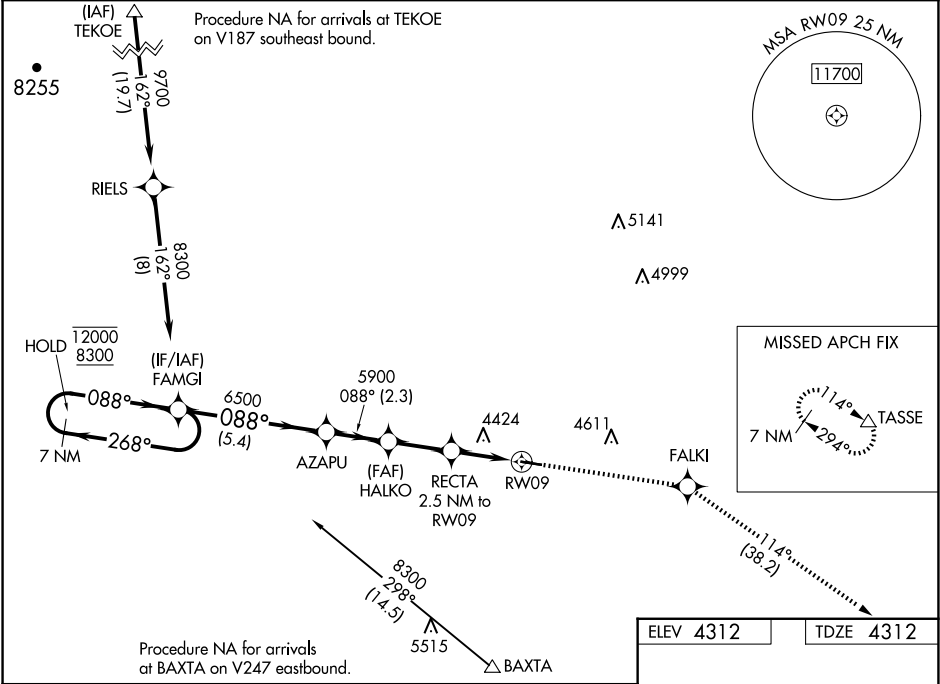 (IAF)
TEKOE
Procedure NA for arrivals at TEKOE
on V187 southeast bound.
MSA RW09 25 NM
11700
8255
9700
162°
(19.7)
RIELS
8300
162°
(8)
5141
4999
HOLD
12000
8300
(IF/IAF)
FAMGI
088°
268°
7 NM
6500
088°
(5.4)
5900
088° (2.3)
AZAPU
(FAF)
HALKO
RECTA
2.5 NM to
RW09
4424
4611
RW09
FALKI
114°
(38.2)
MISSED APCH FIX
114°
TASSE
7 NM
294°
8300
298°
(14.5)
5515
BAXTA
Procedure NA for arrivals
at BAXTA on V247 eastbound.
ELEV 4312
TDZE 4312